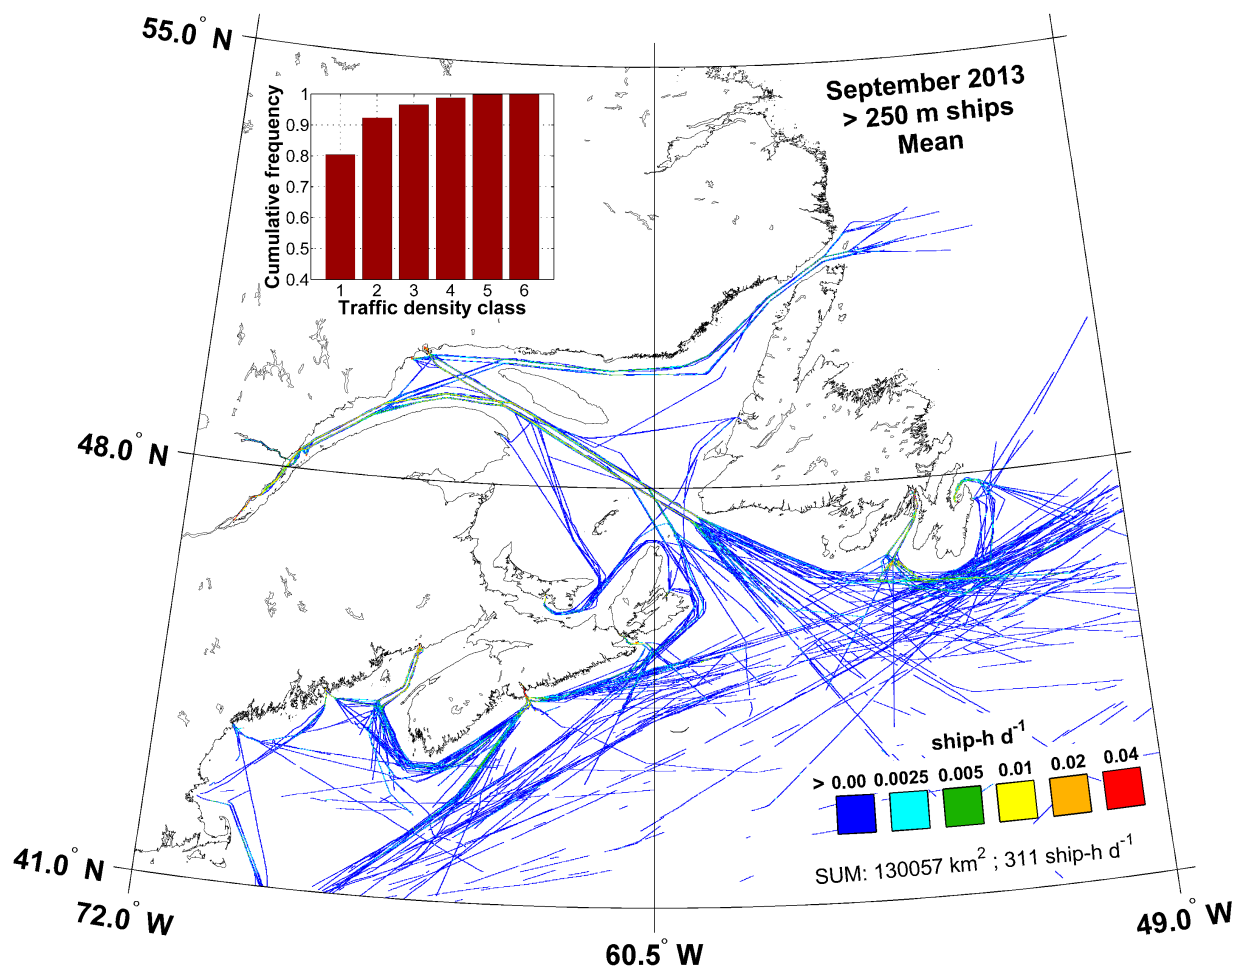 55.0° N
September 2013
> 250 m ships
Mean
Cumulative frequency
1
0.9
0.8
0.7
0.6
0.5
0.4
1 2 3 4 5 6
Traffic density class
48.0° N
ship-h d⁻¹
> 0.00 0.0025 0.005 0.01 0.02 0.04
SUM: 130057 km² ; 311 ship-h d⁻¹
41.0° N
72.0° W
60.5° W
49.0° W